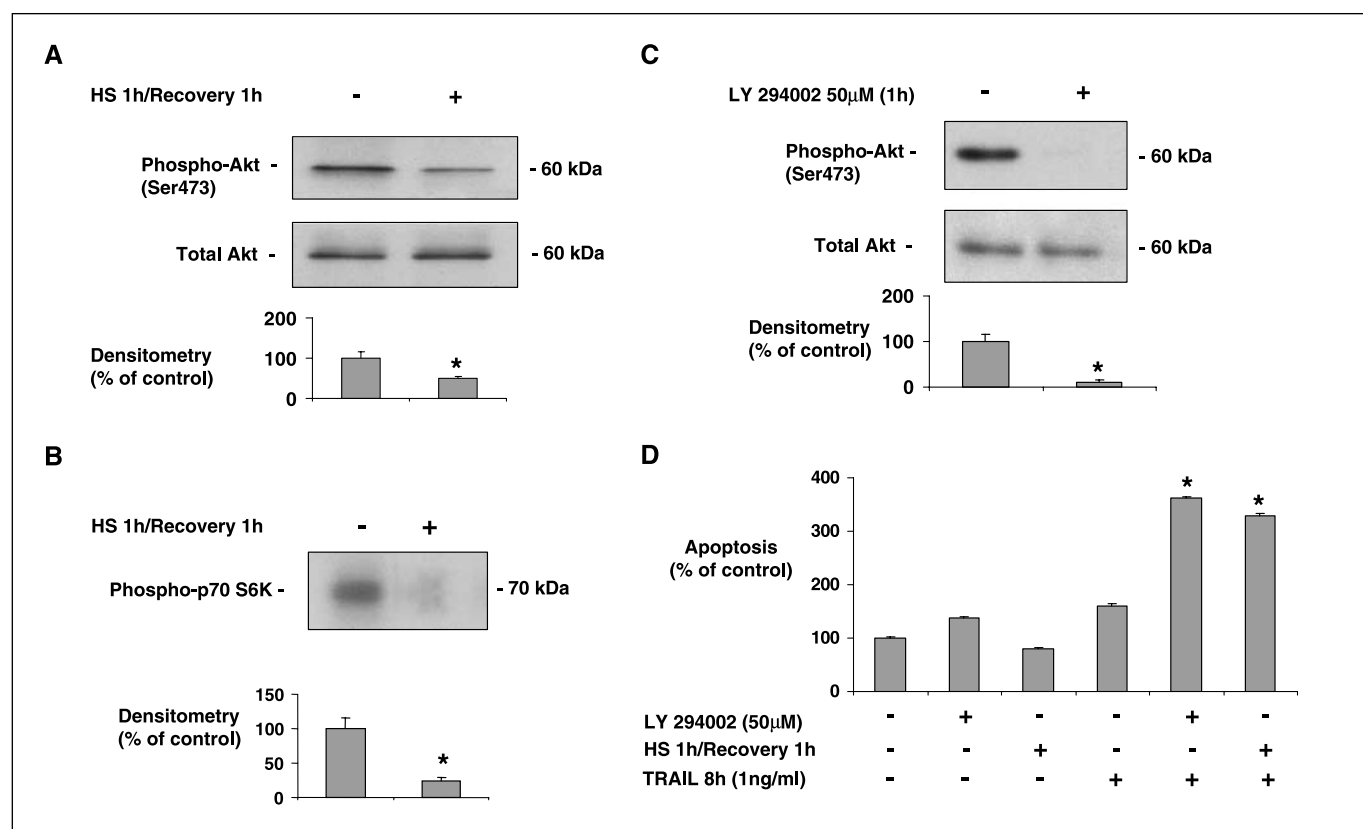 A
HS 1h/Recovery 1h - +
Phospho-Akt - - 60 kDa
(Ser473)
Total Akt - - 60 kDa
200
Densitometry 100
(% of control)
*
0
B
HS 1h/Recovery 1h - +
Phospho-p70 S6K - - 70 kDa
150
Densitometry 100
(% of control)
50
*
0
C
LY 294002 50μM (1h) - +
Phospho-Akt - - 60 kDa
(Ser473)
Total Akt - - 60 kDa
200
Densitometry 100
(% of control)
*
0
D
400
* *
300
Apoptosis
(% of control)
200
100
0
LY 294002 (50μM) - + - - + -
HS 1h/Recovery 1h - - + - - +
TRAIL 8h (1ng/ml) - - - + + +